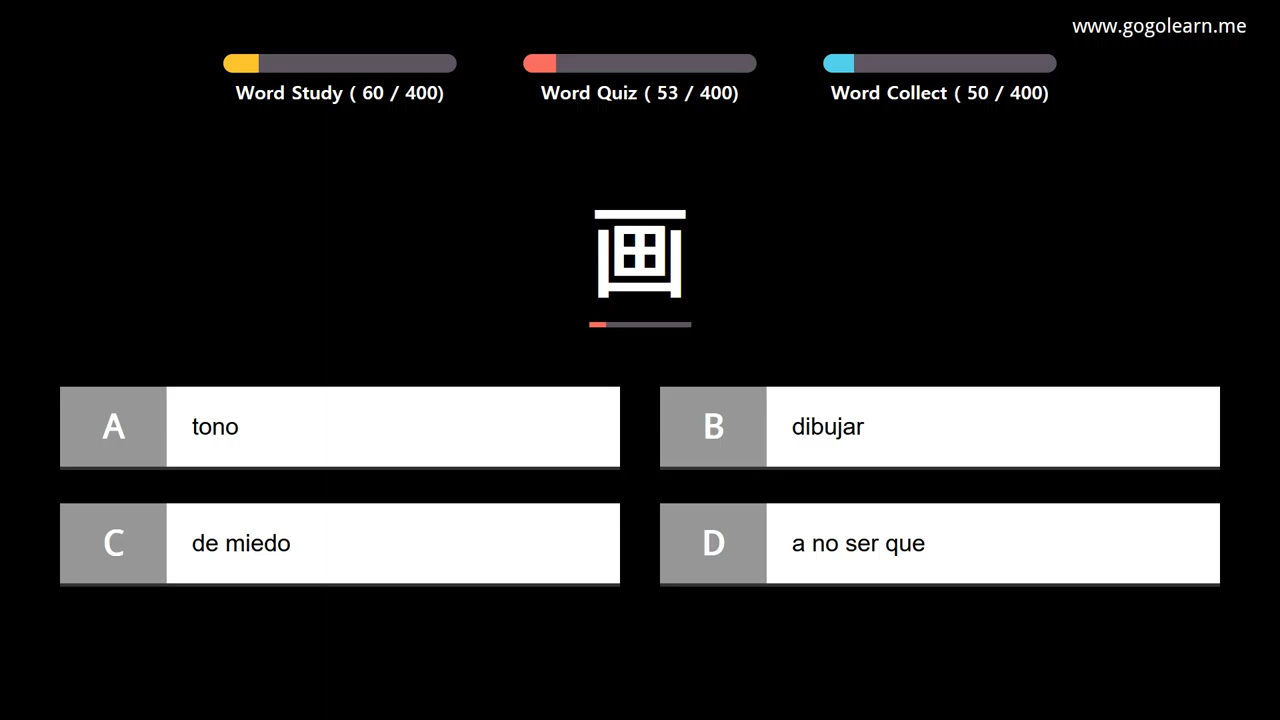 www.gogolearn.me
Word Study ( 60 / 400)
Word Quiz ( 53 / 400)
Word Collect ( 50 / 400)
画
A tono
B dibujar
C de miedo
D a no ser que